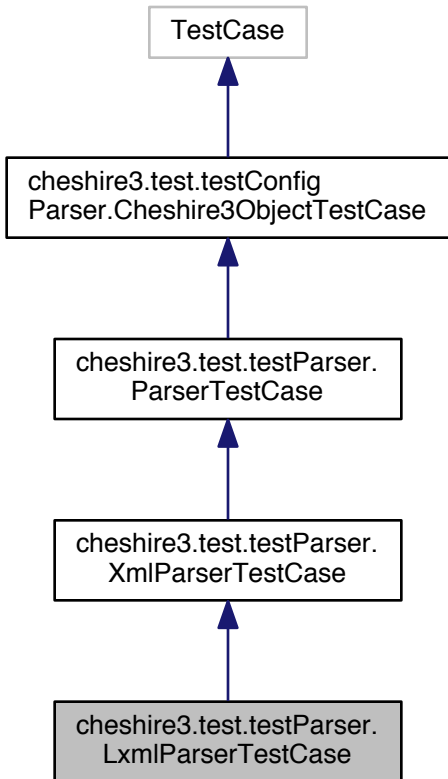 TestCase
cheshire3.test.testConfig
Parser.Cheshire3ObjectTestCase
cheshire3.test.testParser.
ParserTestCase
cheshire3.test.testParser.
XmlParserTestCase
cheshire3.test.testParser.
LxmlParserTestCase